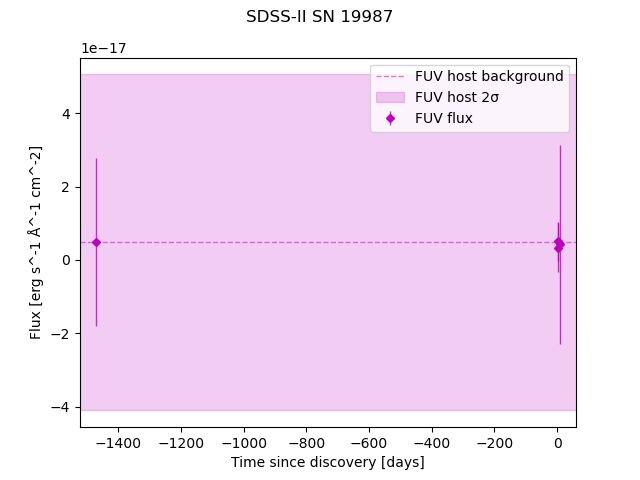 SDSS-II SN 19987
1e−17
FUV host background
FUV host 2σ
FUV flux
4
2
0
−2
−4
Flux [erg s^-1 Å^-1 cm^-2]
−1400 −1200 −1000 −800 −600 −400 −200 0
Time since discovery [days]